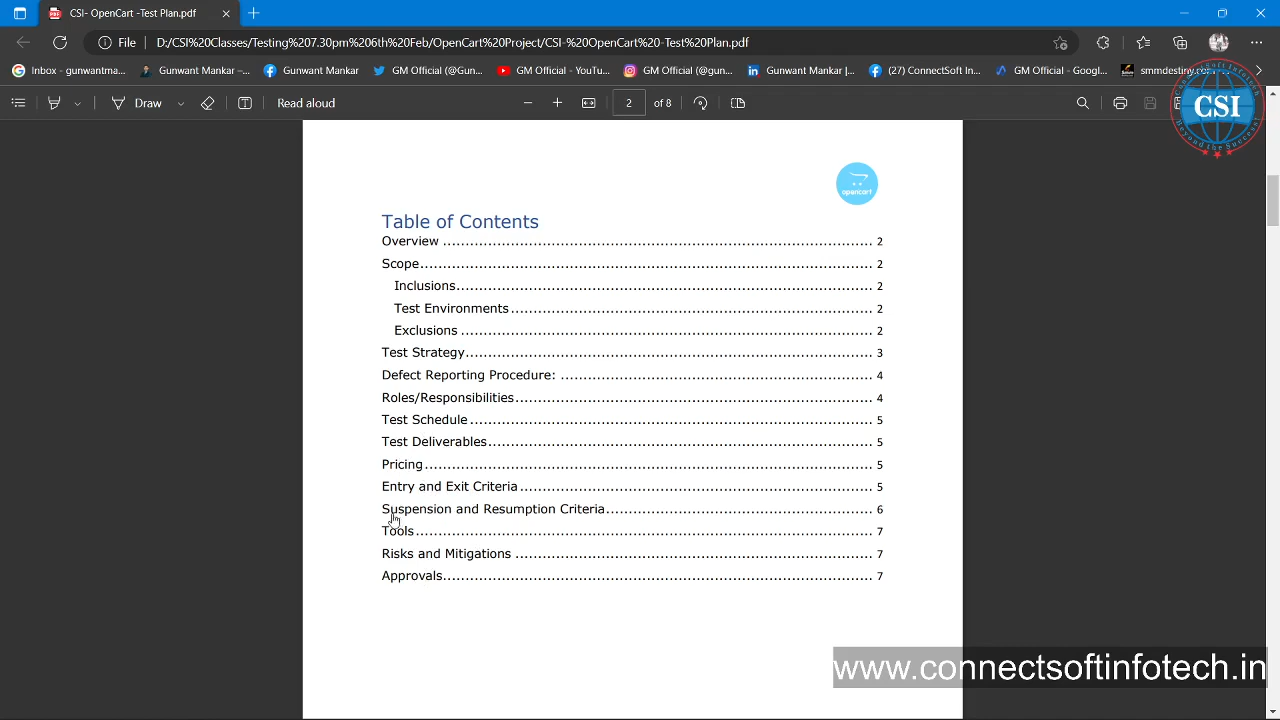 CSI- OpenCart -Test Plan.pdf
File D:/CSI%20Classes/Testing%207.30pm%206th%20Feb/OpenCart%20Project/CSI-%20OpenCart%20-Test%20Plan.pdf
Inbox - gunwantma... Gunwant Mankar –... Gunwant Mankar GM Official (@Gun... GM Official - YouTu... GM Official (@gun... Gunwant Mankar |... (27) ConnectSoft In... GM Official - Googl...
Draw Read aloud 2 of 8
CSI
opencart
Table of Contents
Overview ........ 2
Scope........ 2
Inclusions........ 2
Test Environments ........ 2
Exclusions ........ 2
Test Strategy........ 3
Defect Reporting Procedure: ........ 4
Roles/Responsibilities........ 4
Test Schedule ........ 5
Test Deliverables........ 5
Pricing........ 5
Entry and Exit Criteria ........ 5
Suspension and Resumption Criteria........ 6
Tools........ 7
Risks and Mitigations ........ 7
Approvals........ 7
www.connectsoftinfotech.in